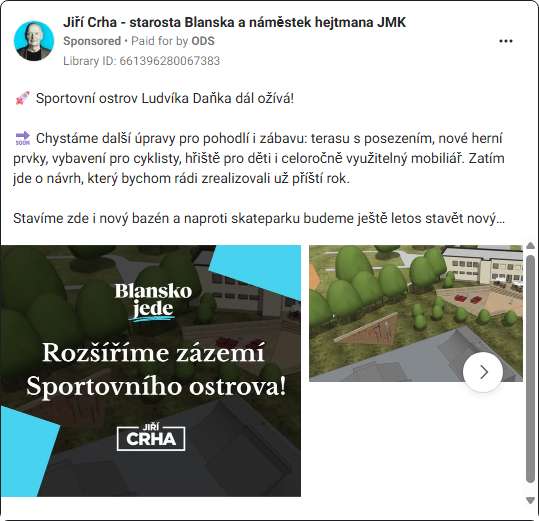 Jiří Crha - starosta Blanska a náměstek hejtmana JMK
Sponsored • Paid for by ODS
Library ID: 661396280067383
🚀 Sportovní ostrov Ludvíka Daňka dál ožívá!
🔜 Chystáme další úpravy pro pohodlí i zábavu: terasu s posezením, nové herní
prvky, vybavení pro cyklisty, hřiště pro děti i celoročně využitelný mobiliář. Zatím
jde o návrh, který bychom rádi zrealizovali už příští rok.
Stavíme zde i nový bazén a naproti skateparku budeme ještě letos stavět nový...
Blansko
jede
Rozšíříme zázemí
Sportovního ostrova!
JIŘÍ
CRHA